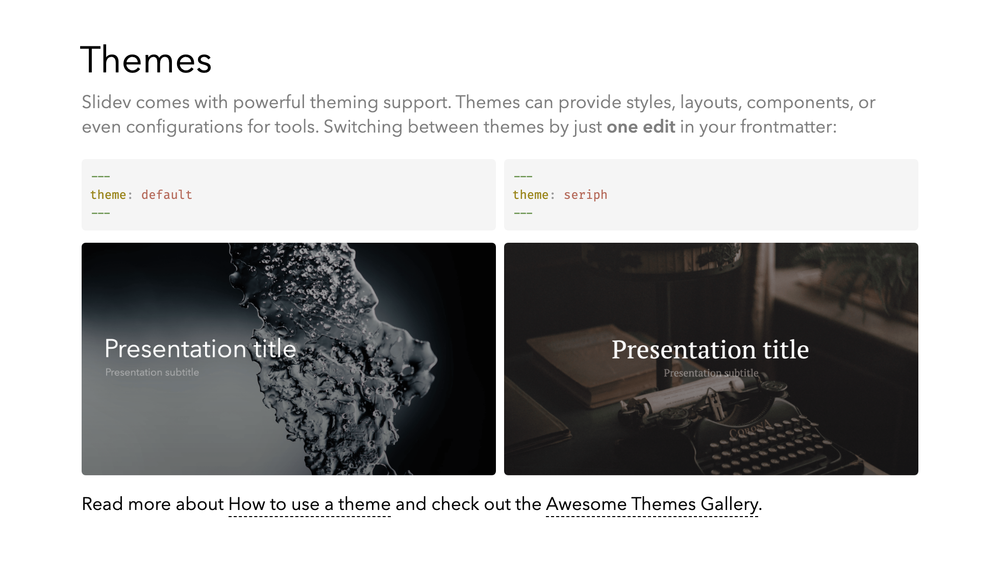 Themes
Slidev comes with powerful theming support. Themes can provide styles, layouts, components, or
even configurations for tools. Switching between themes by just one edit in your frontmatter:
---
theme: default
---
---
theme: seriph
---
Presentation title
Presentation subtitle
Presentation title
Presentation subtitle
CORONA
Read more about How to use a theme and check out the Awesome Themes Gallery.